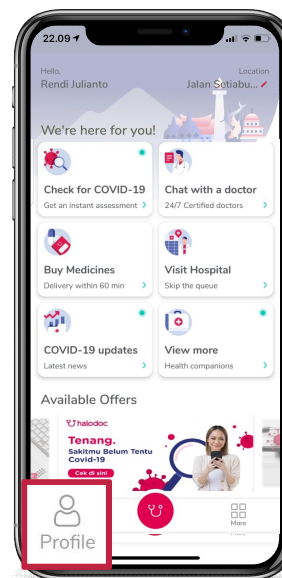 22.09
Hello,
Location
Rendi Julianto
Jalan Setiabu...
We're here for you!
Check for COVID-19
Get an instant assessment
Chat with a doctor
24/7 Certified doctors
Buy Medicines
Delivery within 60 min
Visit Hospital
Skip the queue
COVID-19 updates
Latest news
View more
Health companions
Available Offers
halodoc
Tenang.
Sakitmu Belum Tentu
Covid-19
Cek di sini
Profile
More